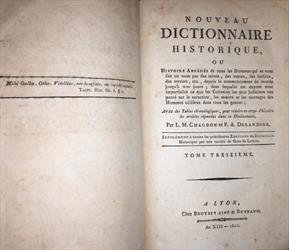 Mihi Galba, Otho, Vitellius, nec beneficio, nec injuriâ cogniti.
Tacit. Hist. lib. I. § 1.
NOUVEAU
DICTIONNAIRE
HISTORIQUE,
OU
HISTOIRE ABRÉGÉE de tous les Hommes qui se sont
fait un nom par des talens, des vertus, des forfaits,
des erreurs, etc., depuis le commencement du monde
jusqu'à nos jours; dans laquelle on expose avec
impartialité ce que les Écrivains les plus judicieux ont
pensé sur le caractère, les mœurs et les ouvrages des
Hommes célèbres dans tous les genres;
AVEC des Tables chronologiques, pour réduire en corps d'histoire
les articles répandus dans ce Dictionnaire.
Par L. M. CHAUDON et F. A. DELANDINE.
SUPPLÉMENT à toutes les précédentes ÉDITIONS du Dictionnaire
Historique par une société de Gens de Lettres.
TOME TREIZIEME.
A LYON,
Chez BRUYSET AINÉ et BUYNAND.
AN XIII —